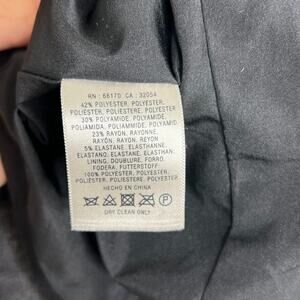 RN : 66170 CA : 32054
42% POLYESTER, POLYESTER,
POLIÉSTER, POLIESTERE, POLYESTER
30% POLYAMIDE, POLYAMIDE,
POLIAMIDA, POLIAMMIDE, POLYAMID
23% RAYON, RAYONNE,
RAYÓN, RAYON, REYON
5% ELASTANE, ELASTHANNE,
ELASTANO, ELASTANE, ELASTHAN
LINING, DOUBLURE, FORRO,
FODERA, FUTTERSTOFF:
100% POLYESTER, POLYESTER,
POLIÉSTER, POLIESTERE, POLYESTER
HECHO EN CHINA
P
DRY CLEAN ONLY